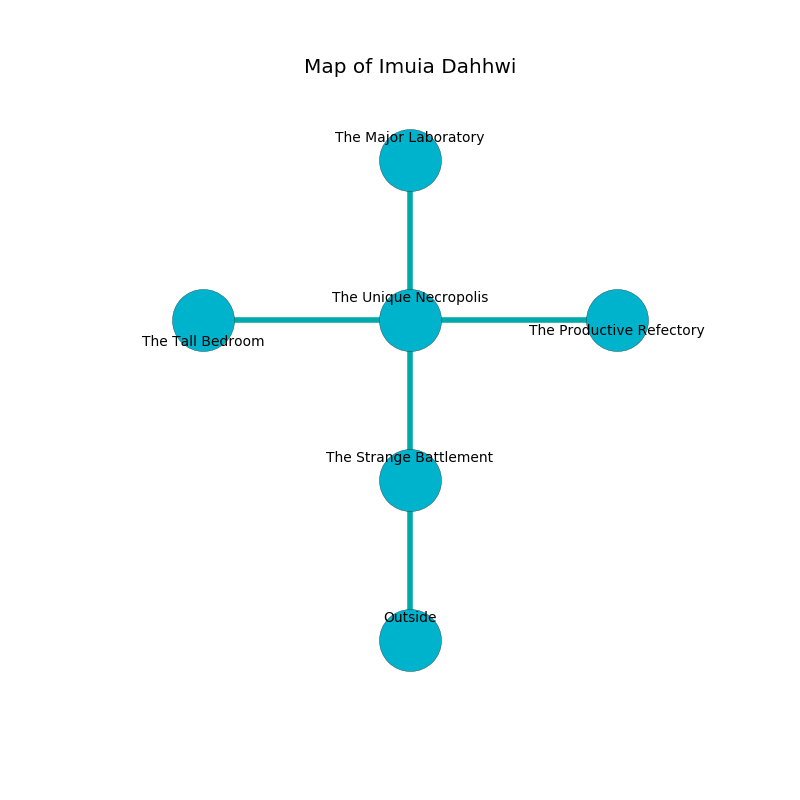 Map of Imuia Dahhwi
The Major Laboratory
The Unique Necropolis
The Tall Bedroom
The Productive Refectory
The Strange Battlement
Outside